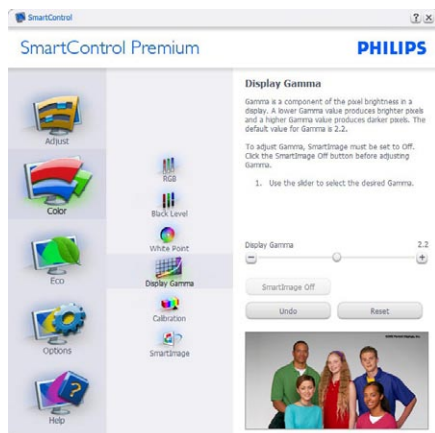 SmartControl
SmartControl Premium
PHILIPS
Adjust
Color
Eco
Options
Help
RGB
Black Level
White Point
Display Gamma
Calibration
SmartImage
Display Gamma
Gamma is a component of the pixel brightness in a
display. A lower Gamma value produces brighter pixels
and a higher Gamma value produces darker pixels. The
default value for Gamma is 2.2.
To adjust Gamma, SmartImage must be set to Off.
Click the SmartImage Off button before adjusting
Gamma.
1. Use the slider to select the desired Gamma.
Display Gamma 2.2
SmartImage Off
Undo Reset